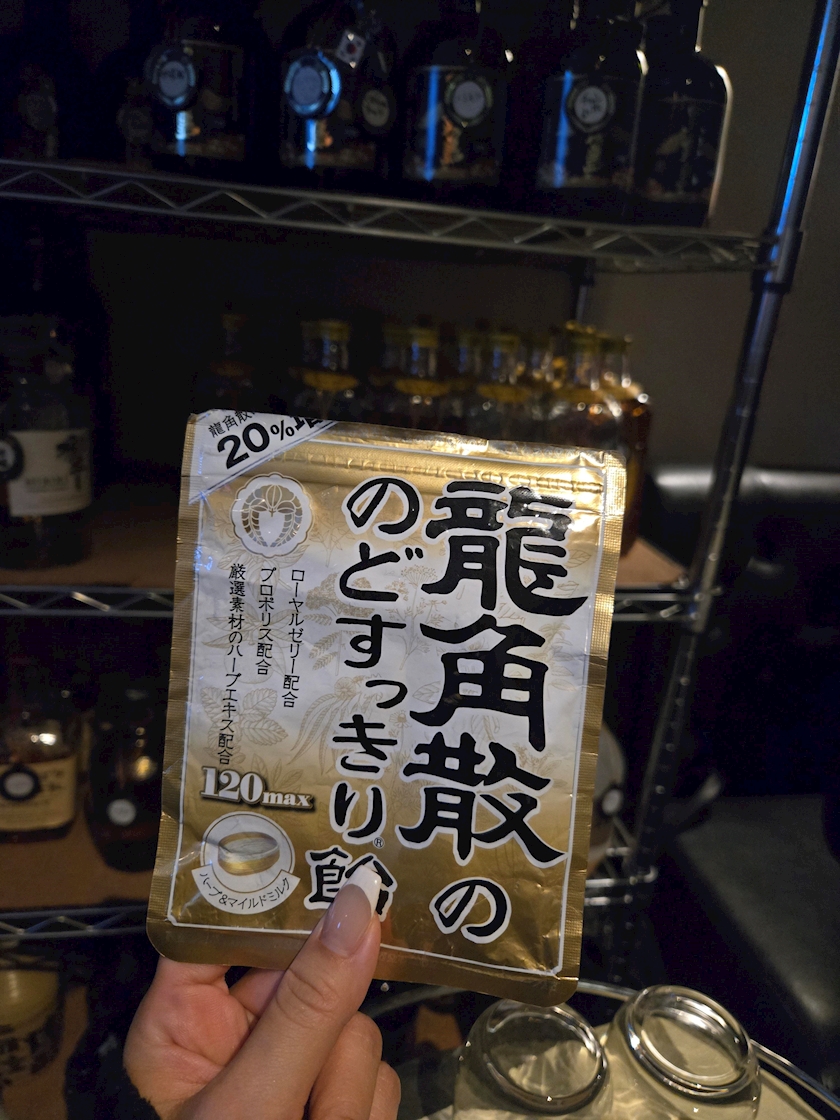 龍角散
20%
龍角散の
のどすっきり®飴
ローヤルゼリー配合
プロポリス配合
厳選素材のハーブエキス配合
120max
ハーブ&マイルドミルク